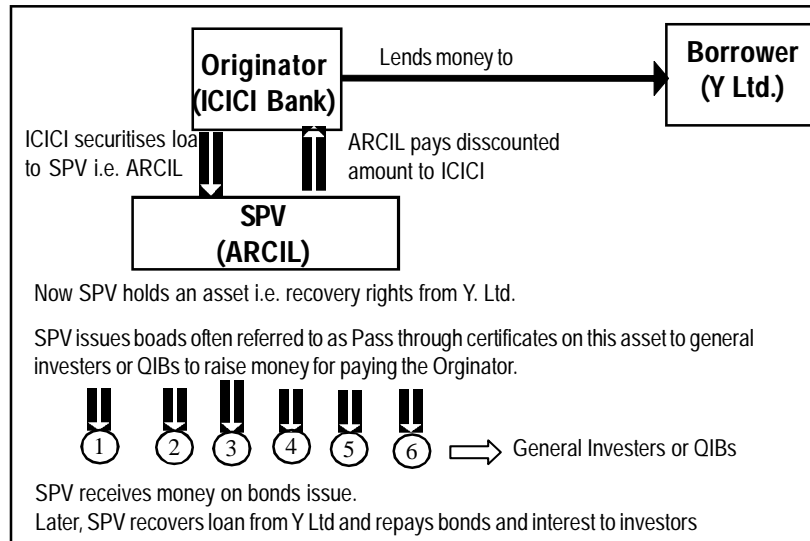 Originator
(ICICI Bank)
Lends money to
Borrower
(Y Ltd.)
ICICI securitises loa
to SPV i.e. ARCIL
ARCIL pays disscounted
amount to ICICI
SPV
(ARCIL)
Now SPV holds an asset i.e. recovery rights from Y. Ltd.
SPV issues boads often referred to as Pass through certificates on this asset to general
investers or QIBs to raise money for paying the Orginator.
1 2 3 4 5 6 General Investers or QIBs
SPV receives money on bonds issue.
Later, SPV recovers loan from Y Ltd and repays bonds and interest to investors